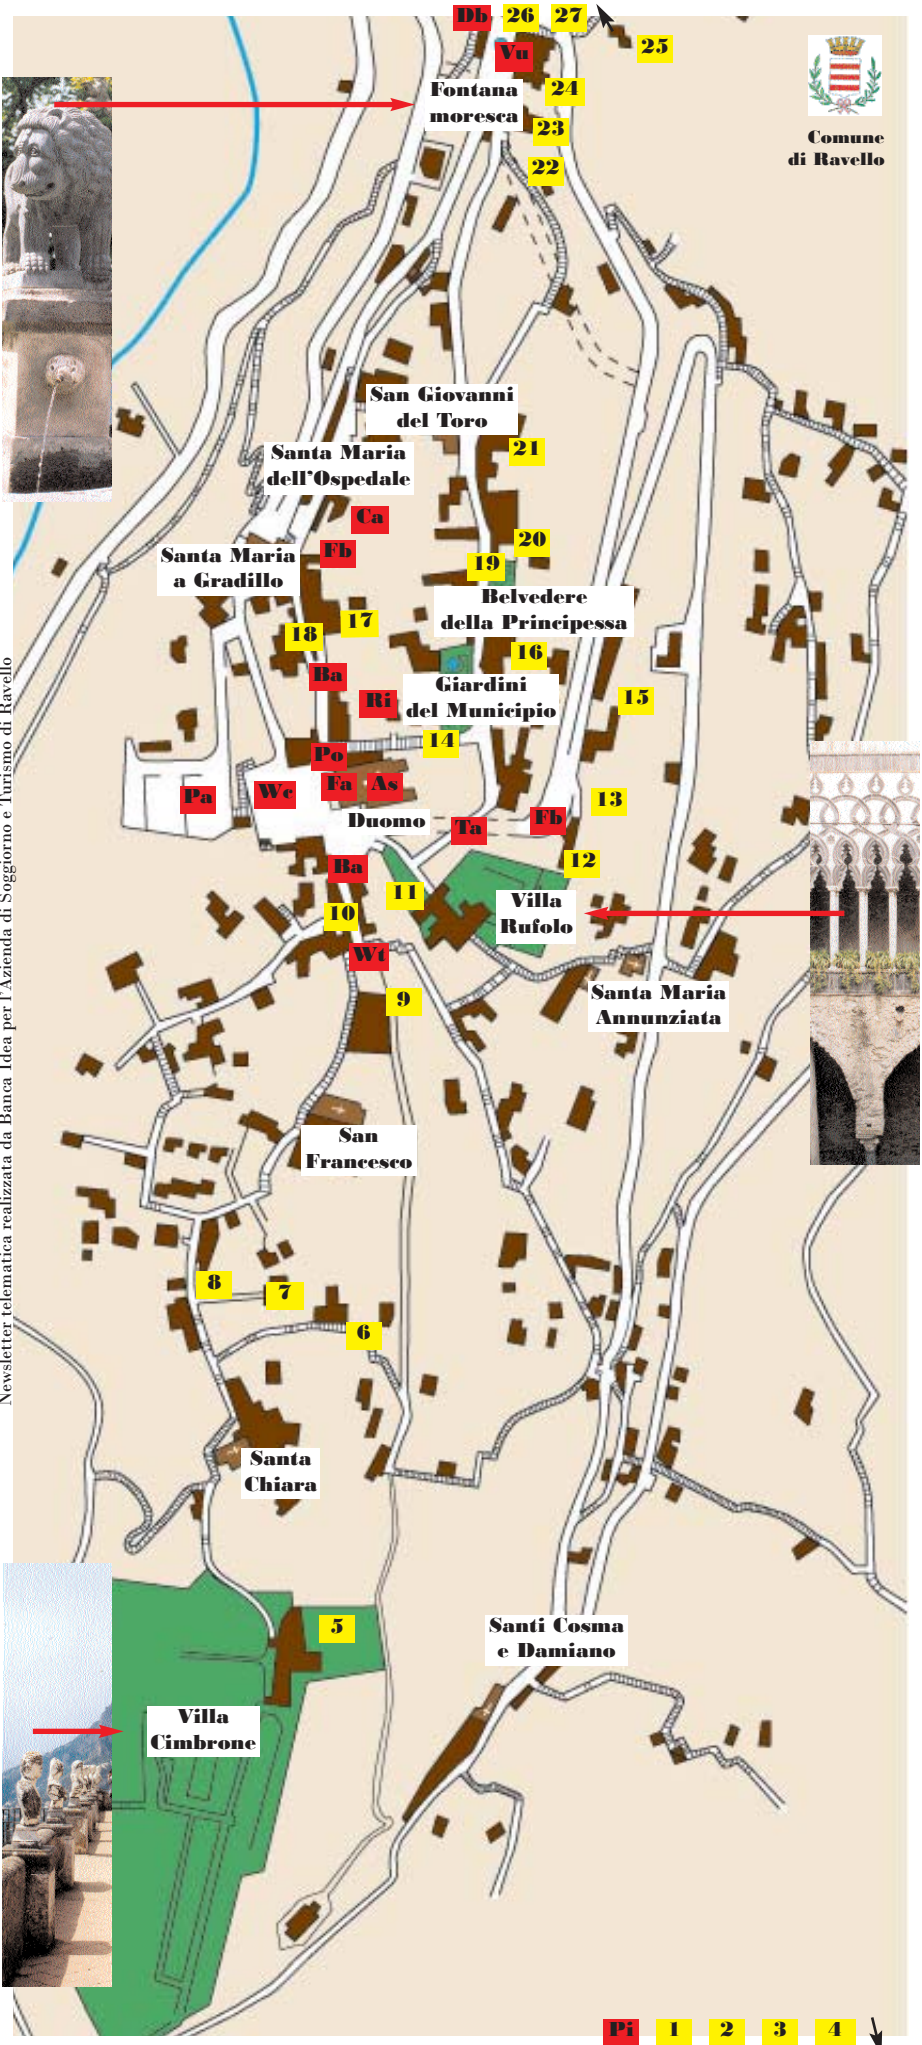 Db 26 27
25
Vu
24
Fontana
moresca
23
22
Comune
di Ravello
San Giovanni
del Toro
21
Santa Maria
dell'Ospedale
Ca
20
Fb
Santa Maria
a Gradillo
19
Belvedere
della Principessa
17
18
16
Ba
Ri
Giardini
del Municipio
15
14
Po
Pa
Wc
Fa
As
13
Duomo
Ta
Fb
12
Ba
11
10
Villa
Rufolo
Wt
9
Santa Maria
Annunziata
San
Francesco
8
7
6
Santa
Chiara
5
Santi Cosma
e Damiano
Villa
Cimbrone
Pi 1 2 3 4
Newsletter telematica realizzata da Banca Idea per l'Azienda di Soggiorno e Turismo di Ravello